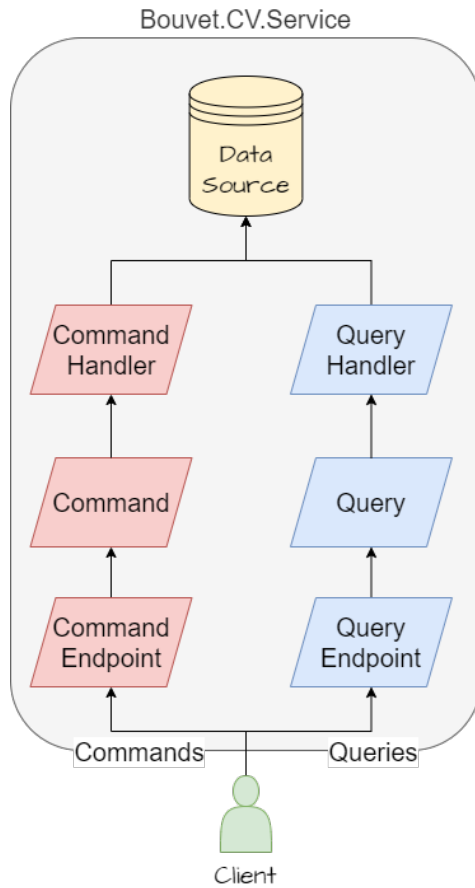 Bouvet.CV.Service
Data
Source
Command
Handler
Query
Handler
Command
Query
Command
Endpoint
Query
Endpoint
Commands
Queries
Client